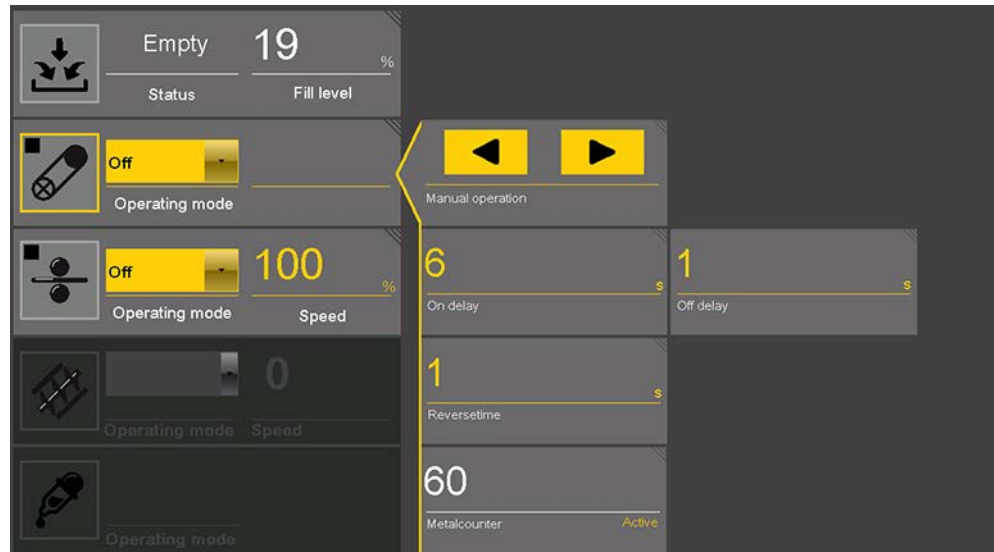 Empty 19 %
Status Fill level
Off
Operating mode
Manual operation
Off 100 %
Operating mode Speed
6 s
On delay
1 s
Off delay
0
Operating mode Speed
1 s
Reversetime
Operating mode
60
Metalcounter Active